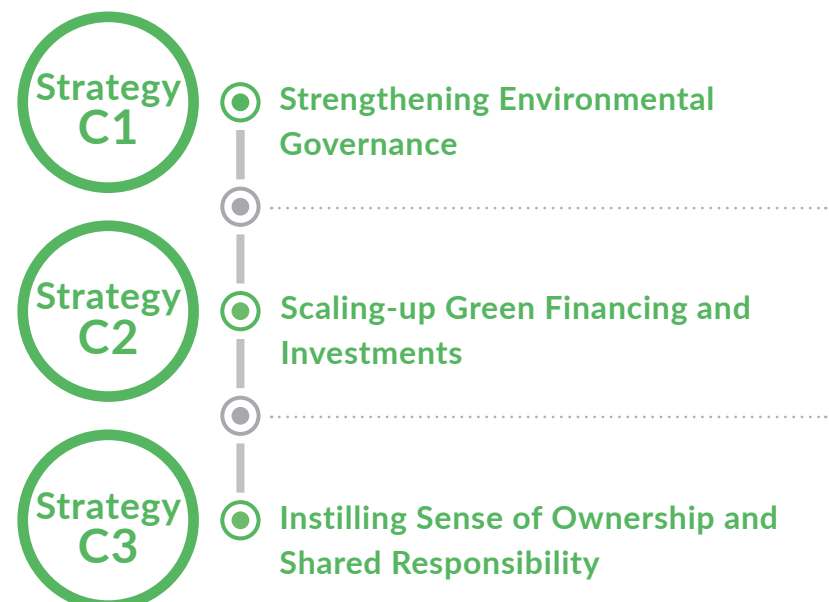 Strategy
C1
Strengthening Environmental
Governance
Strategy
C2
Scaling-up Green Financing and
Investments
Strategy
C3
Instilling Sense of Ownership and
Shared Responsibility